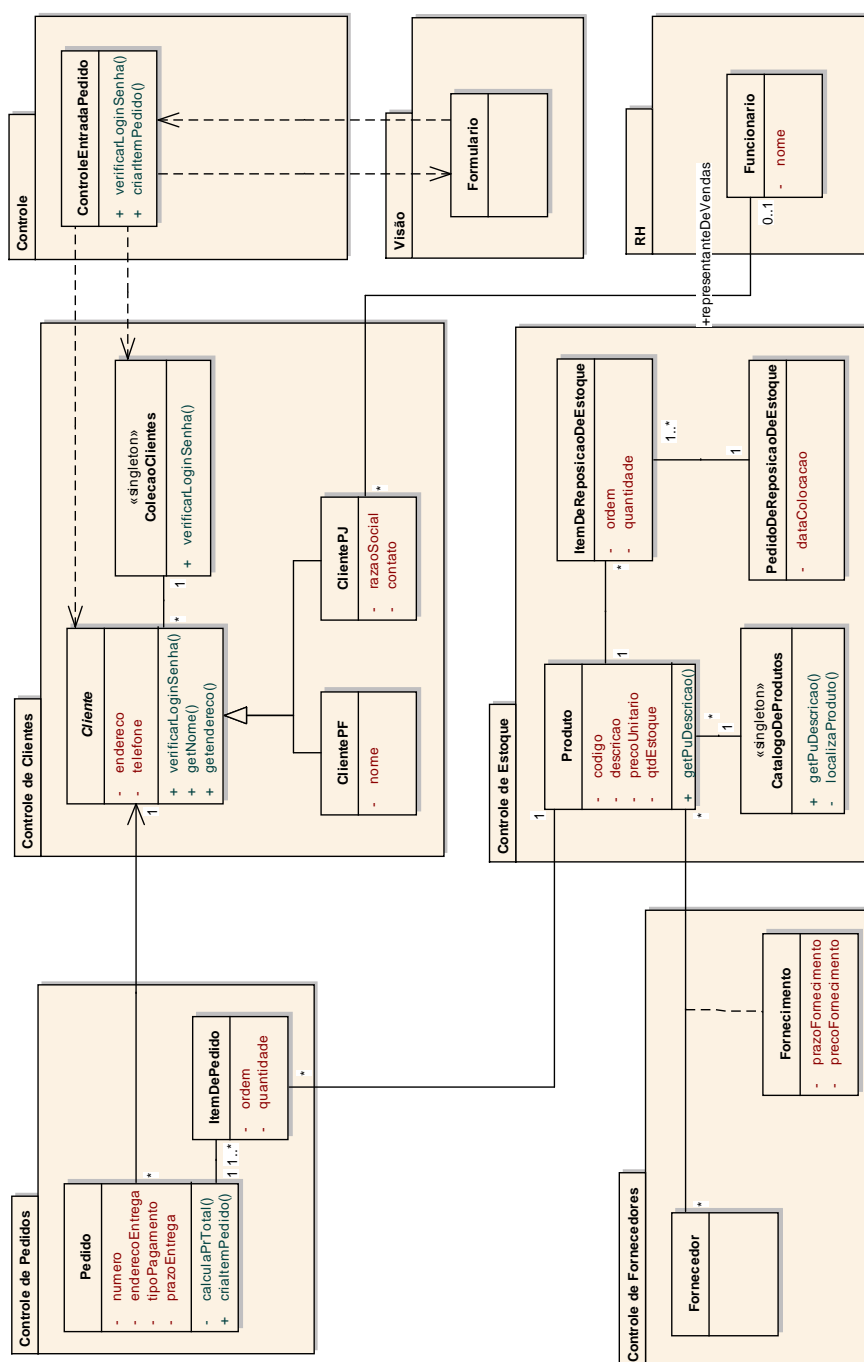 Controle de Pedidos
Pedido
- numero
- enderecoEntrega
- tipoPagamento
- prazoEntrega
- calculaPrTotal()
+ criaItemPedido()
*
1 1..*
ItemDePedido
- ordem
- quantidade
*
Controle de Clientes
Cliente
- endereco
- telefone
+ verificarLoginSenha()
+ getNome()
+ getendereco()
1
*
1
«singleton»
ColecaoClientes
+ verificarLoginSenha()
ClientePF
- nome
ClientePJ
- razaoSocial
- contato
*
Controle
ControleEntradaPedido
+ verificarLoginSenha()
+ criarItemPedido()
Visão
Formulario
RH
Funcionario
- nome
0..1
+representanteDeVendas
Controle de Estoque
Produto
- codigo
- descricao
- precoUnitario
- qtdEstoque
+ getPuDescricao()
1
*
1
*
*
1
ItemDeReposicaoDeEstoque
- ordem
- quantidade
1..*
1
PedidoDeReposicaoDeEstoque
- dataColocacao
«singleton»
CatalogoDeProdutos
+ getPuDescricao()
- localizaProduto()
Controle de Fornecedores
Fornecedor
*
Fornecimento
- prazoFornecimento
- precoFornecimento